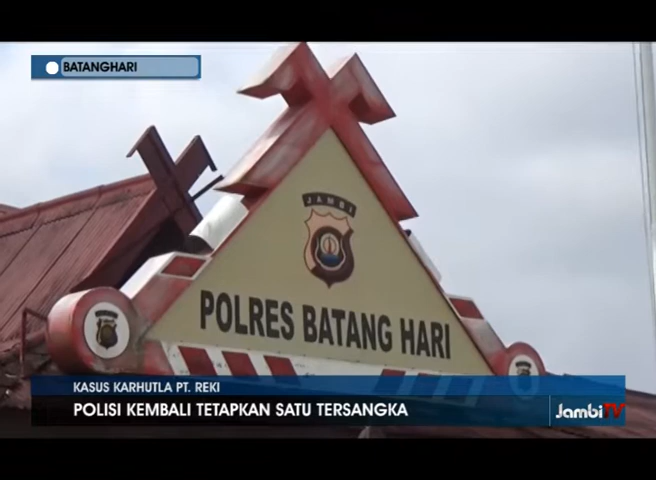 BATANGHARI
JAMBI
POLRES BATANG HARI
KASUS KARHUTLA PT. REKI
POLISI KEMBALI TETAPKAN SATU TERSANGKA
JambiTV